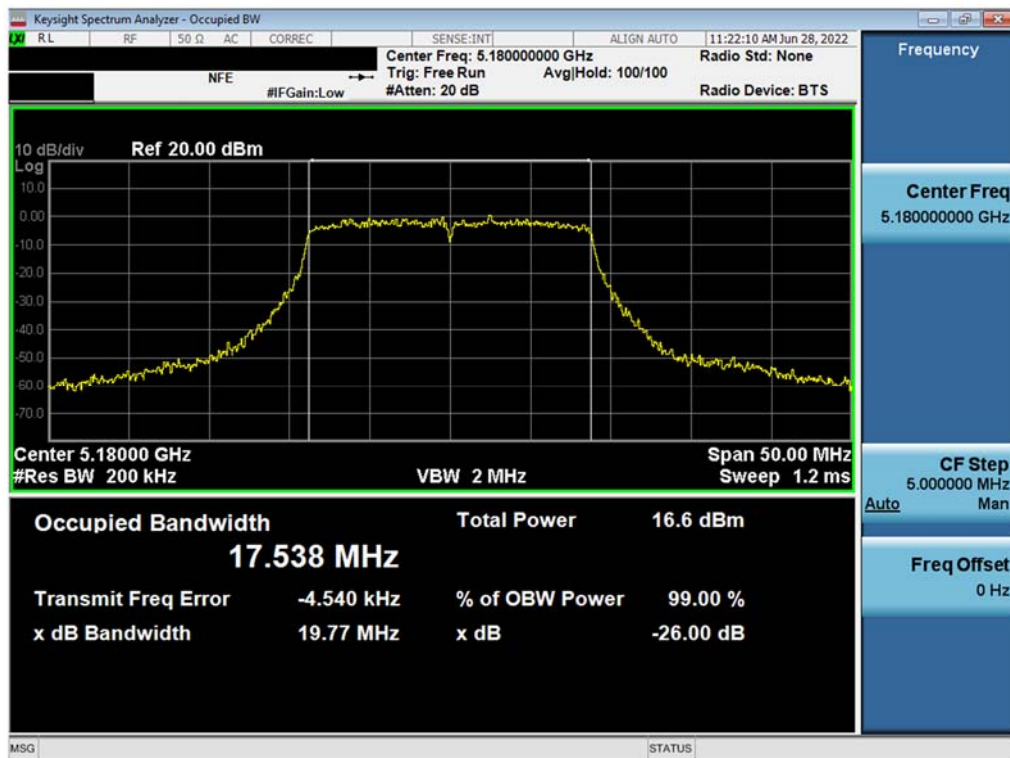 Keysight Spectrum Analyzer - Occupied BW
LXI RL RF 50 Ω AC CORREC SENSE:INT ALIGN AUTO 11:22:10 AM Jun 28, 2022
Center Freq: 5.180000000 GHz Radio Std: None
NFE Trig: Free Run Avg|Hold: 100/100
#IFGain:Low #Atten: 20 dB Radio Device: BTS
10 dB/div Ref 20.00 dBm
Log
10.0
0.00
-10.0
-20.0
-30.0
-40.0
-50.0
-60.0
-70.0
Center 5.18000 GHz Span 50.00 MHz
#Res BW 200 kHz VBW 2 MHz Sweep 1.2 ms
Occupied Bandwidth Total Power 16.6 dBm
17.538 MHz
Transmit Freq Error -4.540 kHz % of OBW Power 99.00 %
x dB Bandwidth 19.77 MHz x dB -26.00 dB
Frequency
Center Freq
5.180000000 GHz
CF Step
5.000000 MHz
Auto Man
Freq Offset
0 Hz
MSG STATUS